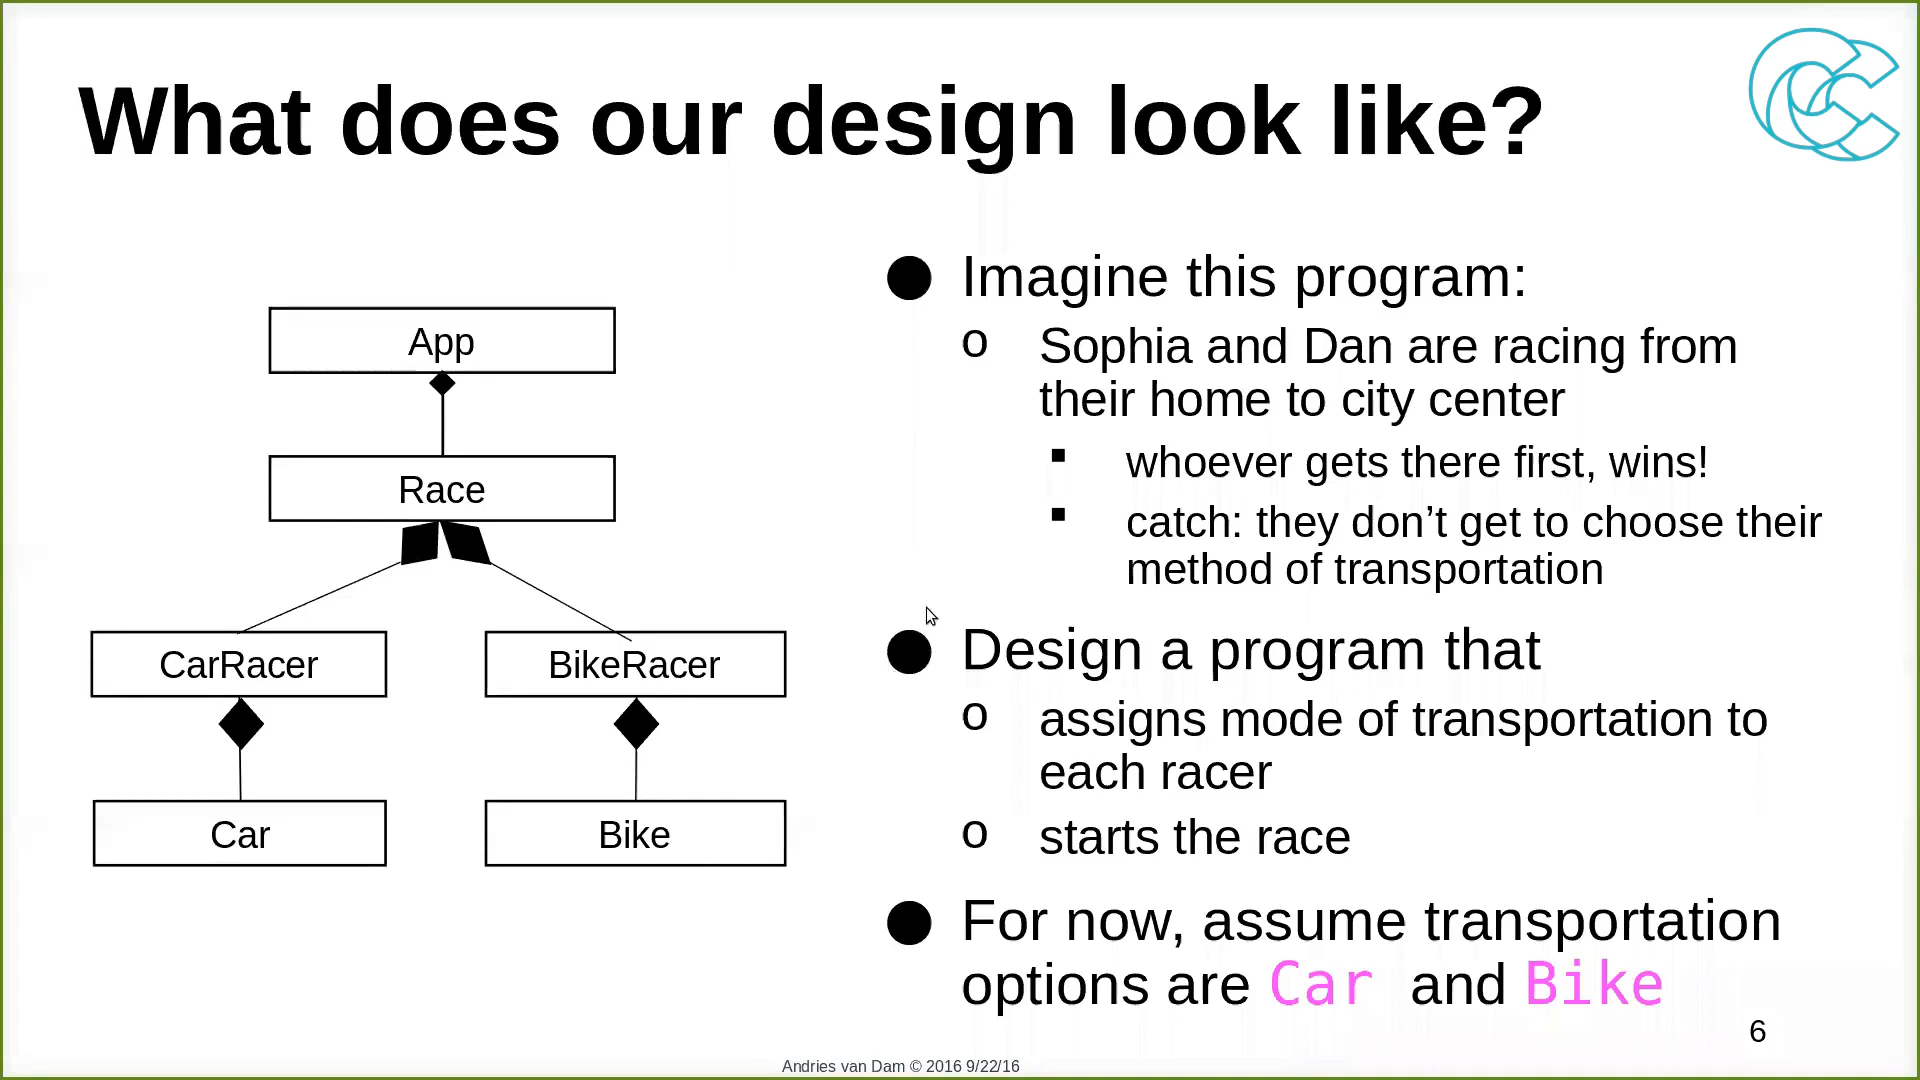 What does our design look like?
App
Race
CarRacer
BikeRacer
Car
Bike
● Imagine this program:
o Sophia and Dan are racing from
their home to city center
▪ whoever gets there first, wins!
▪ catch: they don’t get to choose their
method of transportation
● Design a program that
o assigns mode of transportation to
each racer
o starts the race
● For now, assume transportation
options are Car and Bike
6
Andries van Dam © 2016 9/22/16